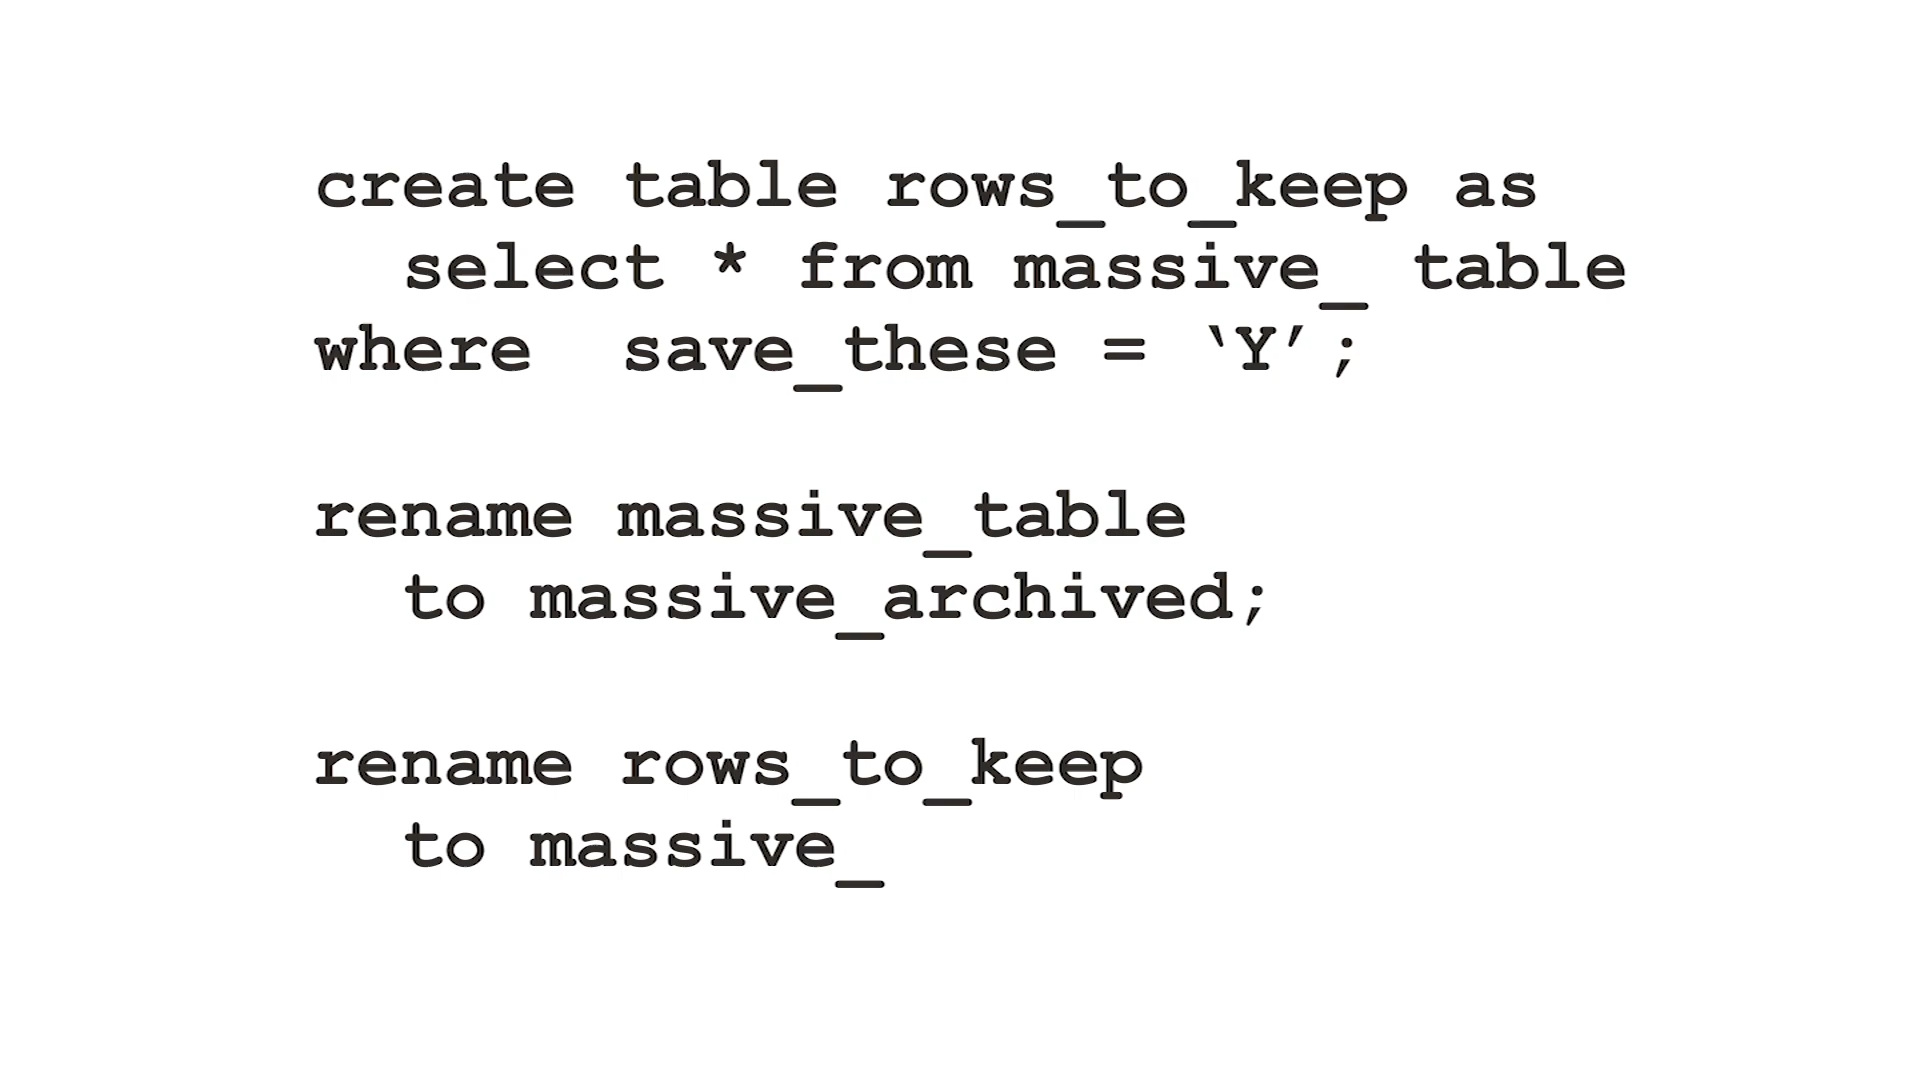 create table rows_to_keep as
select * from massive_ table
where  save_these = ‘Y’;
rename massive_table
to massive_archived;
rename rows_to_keep
to massive_